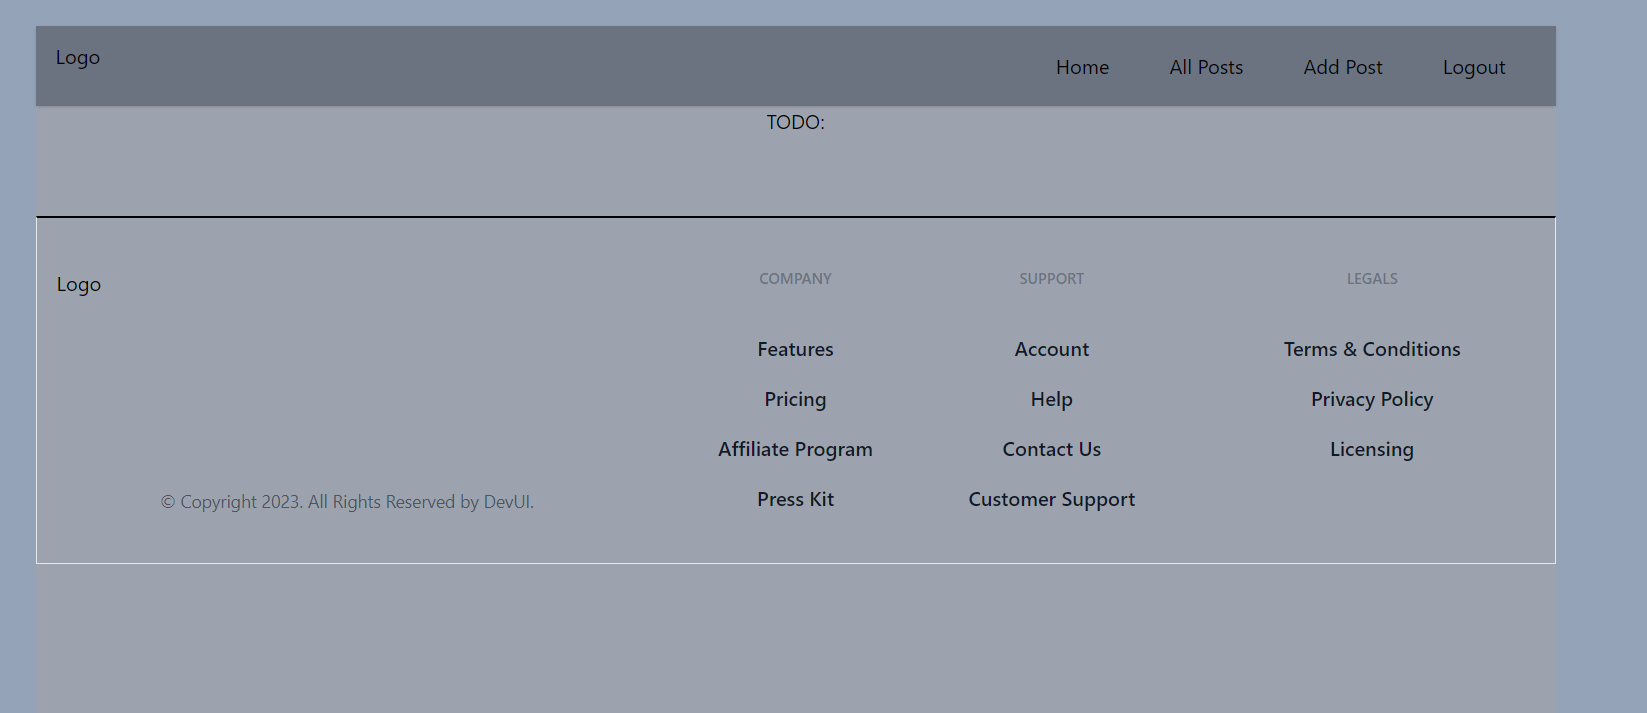 Logo
Home All Posts Add Post Logout
TODO:
Logo
COMPANY
Features
Pricing
Affiliate Program
Press Kit
SUPPORT
Account
Help
Contact Us
Customer Support
LEGALS
Terms & Conditions
Privacy Policy
Licensing
© Copyright 2023. All Rights Reserved by DevUI.